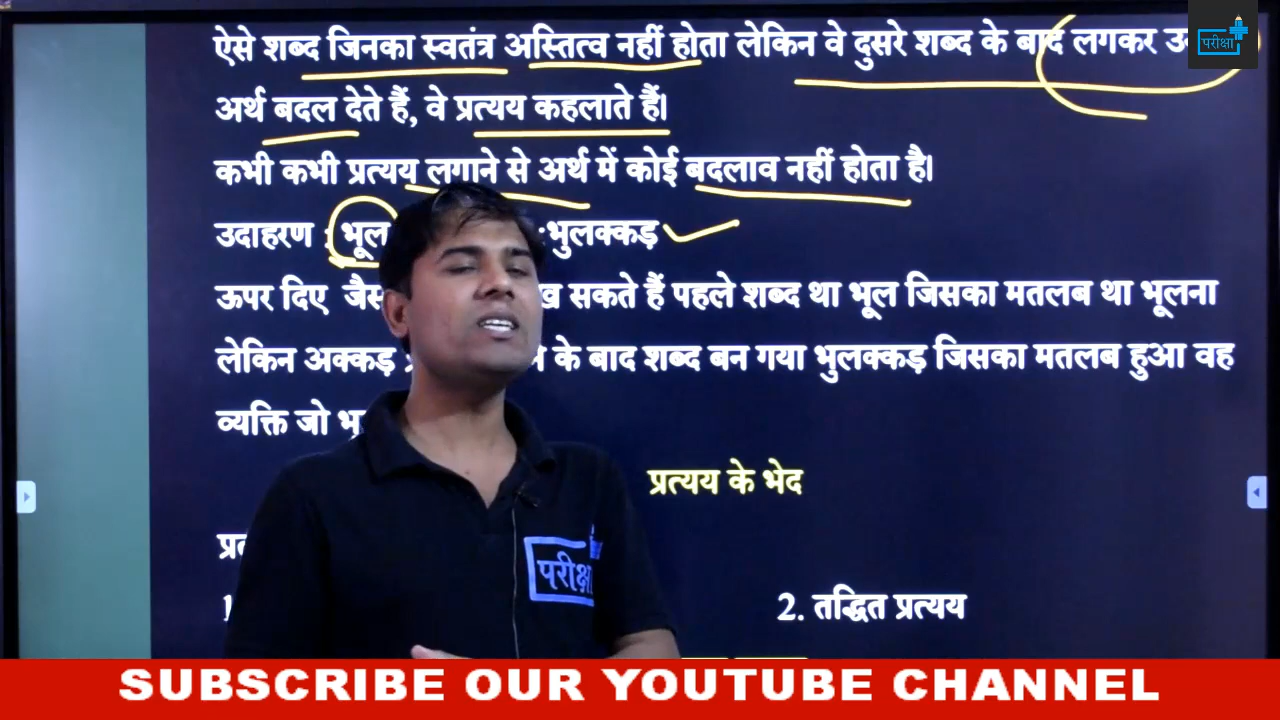 ऐसे शब्द जिनका स्वतंत्र अस्तित्व नहीं होता लेकिन वे दुसरे शब्द के बाद लगकर
परीक्षा
अर्थ बदल देते हैं, वे प्रत्यय कहलाते हैं।
कभी कभी प्रत्यय लगाने से अर्थ में कोई बदलाव नहीं होता है।
उदाहरण : भूल भुलक्कड़
ऊपर दिए सकते हैं पहले शब्द था भूल जिसका मतलब था भूलना
लेकिन अक्कड़ के बाद शब्द बन गया भुलक्कड़ जिसका मतलब हुआ वह
व्यक्ति जो
प्रत्यय के भेद
परीक्षा
2. तद्धित प्रत्यय
SUBSCRIBE OUR YOUTUBE CHANNEL